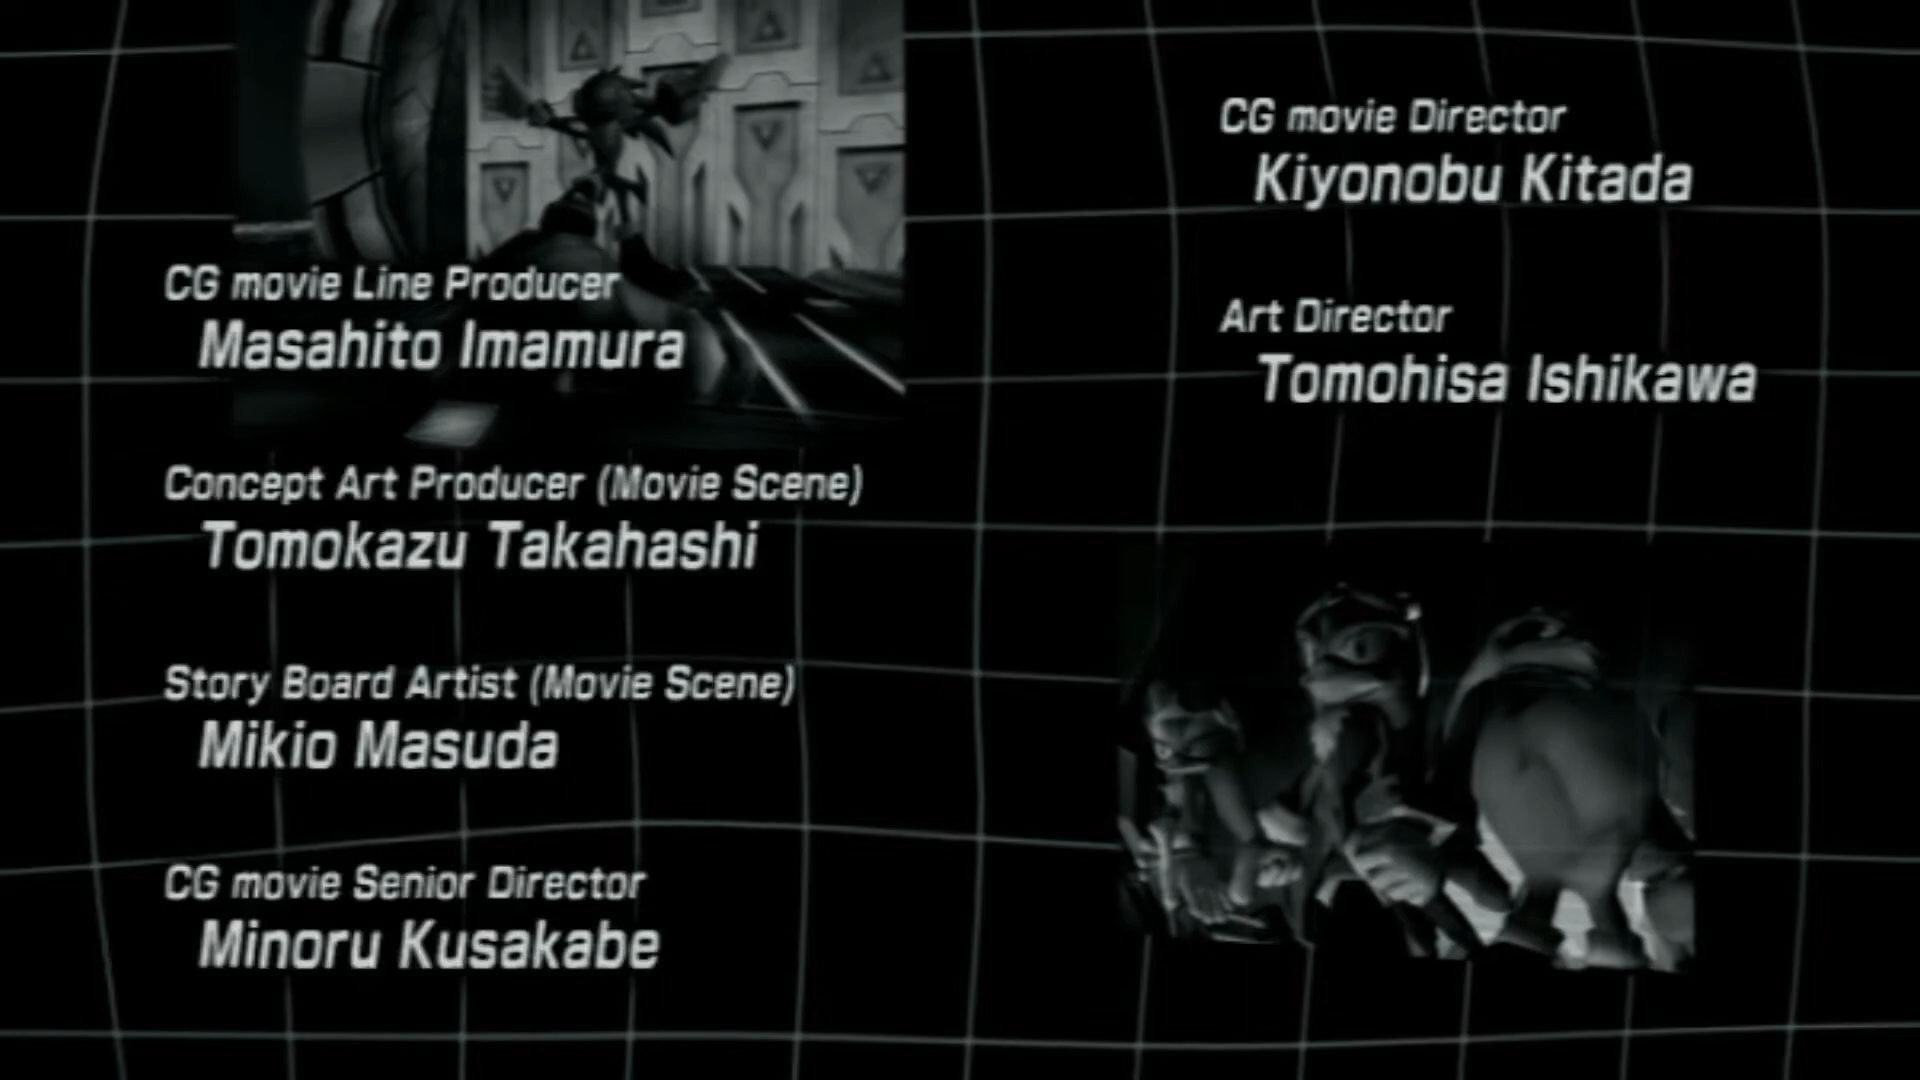 CG movie Line Producer
Masahito Imamura
Concept Art Producer (Movie Scene)
Tomokazu Takahashi
Story Board Artist (Movie Scene)
Mikio Masuda
CG movie Senior Director
Minoru Kusakabe
CG movie Director
Kiyonobu Kitada
Art Director
Tomohisa Ishikawa